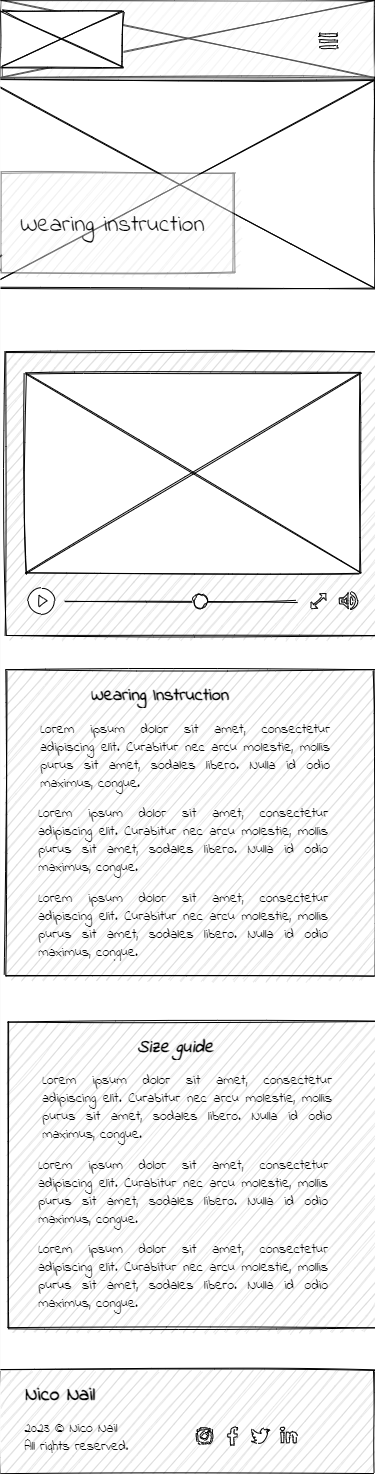 wearing instruction
wearing Instruction
Lorem ipsum dolor sit amet, consectetur
adipiscing elit. Curabitur nec arcu molestie, mollis
purus sit amet, sodales libero. Nulla id odio
maximus, congue.
Lorem ipsum dolor sit amet, consectetur
adipiscing elit. Curabitur nec arcu molestie, mollis
purus sit amet, sodales libero. Nulla id odio
maximus, congue.
Lorem ipsum dolor sit amet, consectetur
adipiscing elit. Curabitur nec arcu molestie, mollis
purus sit amet, sodales libero. Nulla id odio
maximus, congue.
Size guide
Lorem ipsum dolor sit amet, consectetur
adipiscing elit. Curabitur nec arcu molestie, mollis
purus sit amet, sodales libero. Nulla id odio
maximus, congue.
Lorem ipsum dolor sit amet, consectetur
adipiscing elit. Curabitur nec arcu molestie, mollis
purus sit amet, sodales libero. Nulla id odio
maximus, congue.
Lorem ipsum dolor sit amet, consectetur
adipiscing elit. Curabitur nec arcu molestie, mollis
purus sit amet, sodales libero. Nulla id odio
maximus, congue.
Nico Nail
2023 © Nico Nail
All rights reserved.